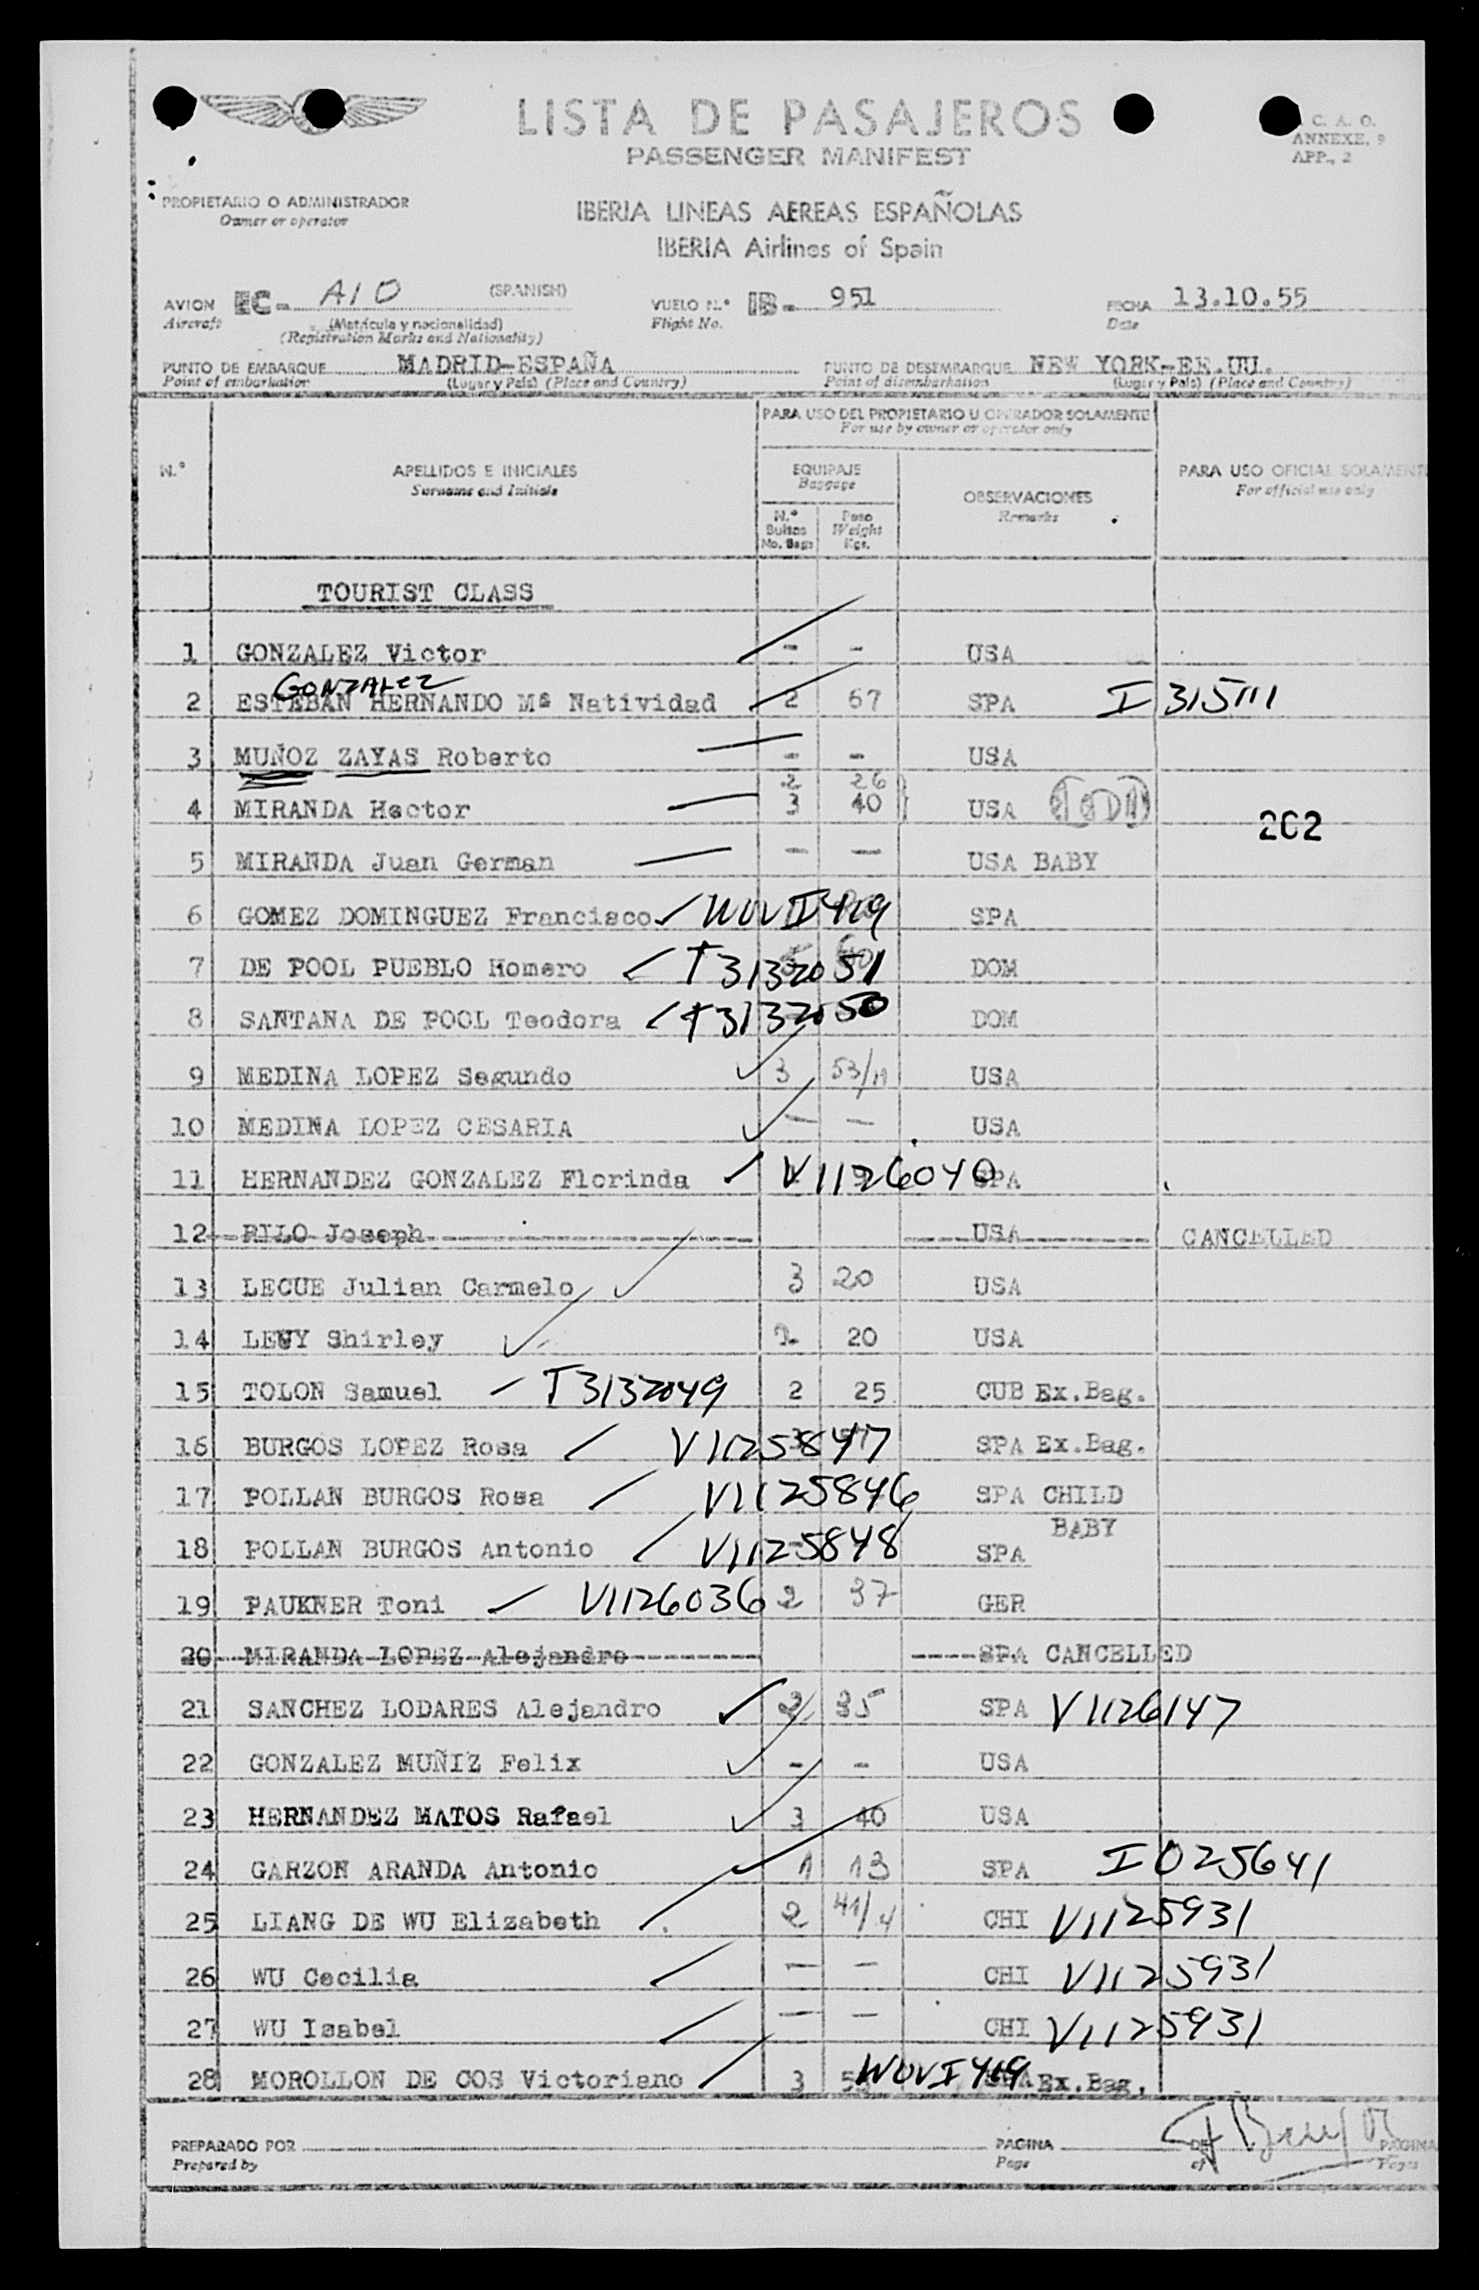 LISTA DE PASAJEROS
PASSENGER MANIFEST
C. A. O.
ANNEXE, 9
APP., 2
PROPIETARIO O ADMINISTRADOR
Owner or operator
IBERIA LINEAS AEREAS ESPAÑOLAS
IBERIA Airlines of Spain
AVION EC- AIO (SPANISH) VUELO N.º IB- 951 FECHA 13.10.55
Aircraft (Matrícula y nacionalidad) Flight No. Date
(Registration Marks and Nationality)
PUNTO DE EMBARQUE MADRID-ESPAÑA PUNTO DE DESEMBARQUE NEW YORK-EE.UU.
Point of embarkation (Lugar y País) (Place and Country) Point of disembarkation (Lugar y País) (Place and Country)
PARA USO DEL PROPIETARIO U OPERADOR SOLAMENTE
For use by owner or operator only
N.º APELLIDOS E INICIALES EQUIPAJE OBSERVACIONES PARA USO OFICIAL SOLAMENTE
Surname and Initials Baggage Remarks For official use only
N.º Bultos Peso
No. Bags Weight Kgs.
TOURIST CLASS
1 GONZALEZ Victor - - USA
GONZALEZ
2 ESTEBAN HERNANDO Mª Natividad 2 67 SPA I 315111
3 MUÑOZ ZAYAS Roberto - - USA
2 26
4 MIRANDA Hector 3 40 USA
202
5 MIRANDA Juan German - - USA BABY
6 GOMEZ DOMINGUEZ Francisco WOVI 419 SPA
7 DE POOL PUEBLO Homero T3132051 DOM
8 SANTANA DE POOL Teodora T3132050 DOM
9 MEDINA LOPEZ Segundo 3 53/11 USA
10 MEDINA LOPEZ CESARIA - - USA
11 HERNANDEZ GONZALEZ Florinda V1126040 SPA
12 RILO Joseph USA CANCELLED
13 LECUE Julian Carmelo 3 20 USA
14 LEVY Shirley 2 20 USA
15 TOLON Samuel T3132049 2 25 CUB Ex.Bag.
16 BURGOS LOPEZ Rosa V1125847 SPA Ex.Bag.
17 POLLAN BURGOS Rosa V1125846 SPA CHILD
BABY
18 POLLAN BURGOS Antonio V1125848 SPA
19 PAUKNER Toni V1126036 2 37 GER
20 MIRANDA LOPEZ Alejandro SPA CANCELLED
21 SANCHEZ LODARES Alejandro 2 35 SPA V1126147
22 GONZALEZ MUÑIZ Felix - - USA
23 HERNANDEZ MATOS Rafael 3 40 USA
24 GARZON ARANDA Antonio 1 13 SPA I 025641
25 LIANG DE WU Elizabeth 2 41/4 CHI V1125931
26 WU Cecilia - - CHI V1125931
27 WU Isabel - - CHI V1125931
28 MOROLLON DE COS Victoriano 3 WOVI 419 Ex.Bag.
PREPARADO POR PAGINA DE PAGINA
Prepared by Page of Pages